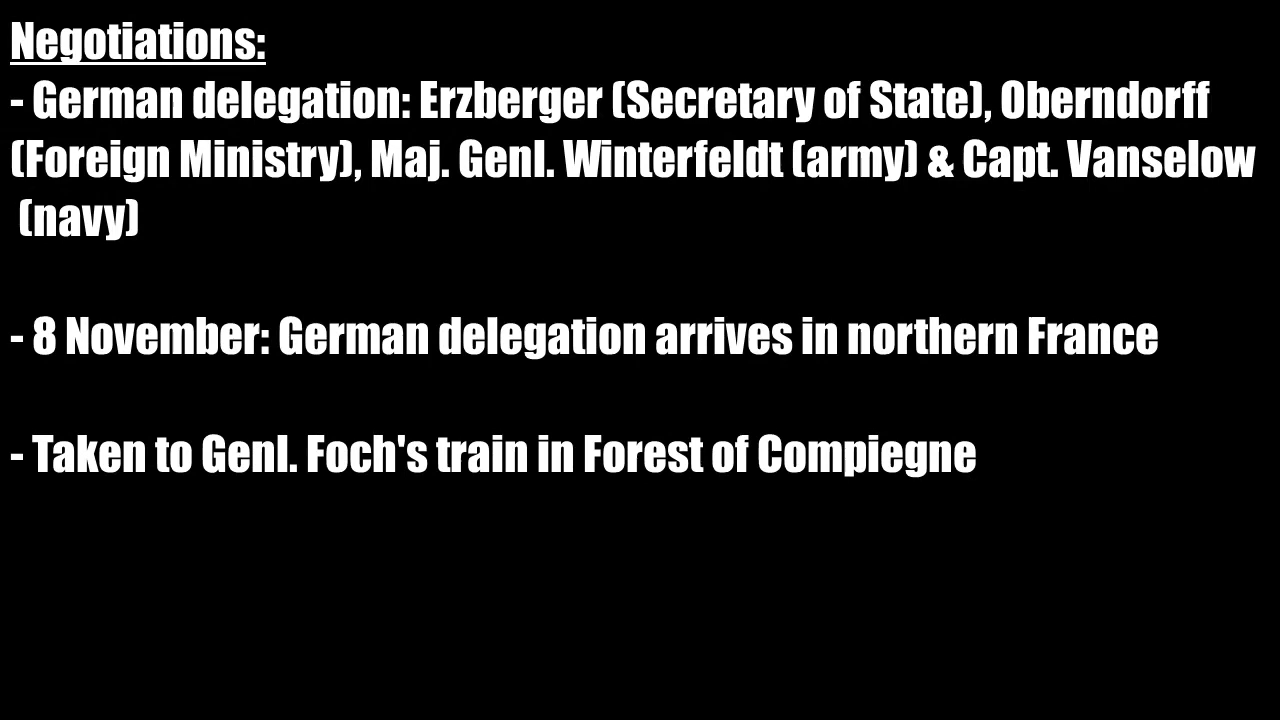 Negotiations:
- German delegation: Erzberger (Secretary of State), Oberndorff
(Foreign Ministry), Maj. Genl. Winterfeldt (army) & Capt. Vanselow
(navy)
- 8 November: German delegation arrives in northern France
- Taken to Genl. Foch's train in Forest of Compiegne